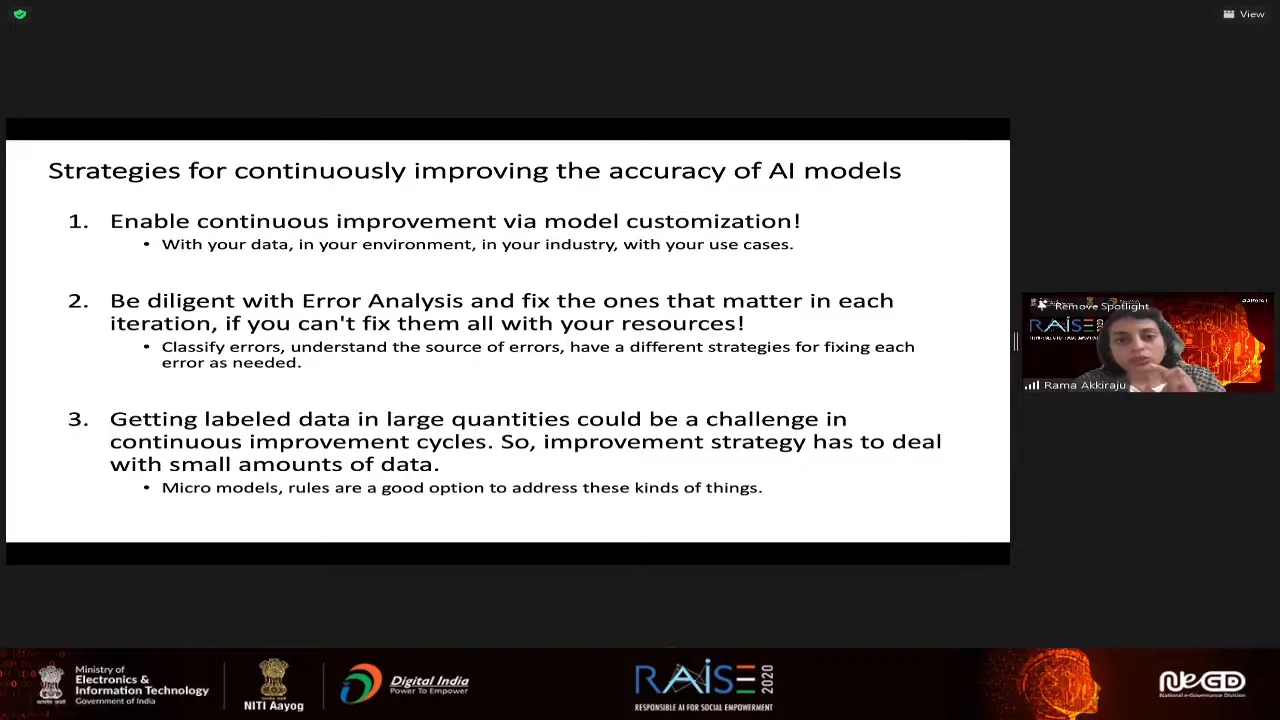 View
Strategies for continuously improving the accuracy of AI models
1. Enable continuous improvement via model customization!
• With your data, in your environment, in your industry, with your use cases.
2. Be diligent with Error Analysis and fix the ones that matter in each
iteration, if you can't fix them all with your resources!
• Classify errors, understand the source of errors, have a different strategies for fixing each
error as needed.
3. Getting labeled data in large quantities could be a challenge in
continuous improvement cycles. So, improvement strategy has to deal
with small amounts of data.
• Micro models, rules are a good option to address these kinds of things.
Remove Spotlight
RAISE
Rama Akkiraju
Ministry of
Electronics &
Information Technology
Government of India
NITI Aayog
Digital India
Power To Empower
RAISE 2020
RESPONSIBLE AI FOR SOCIAL EMPOWERMENT
NeGD
National e-Governance Division